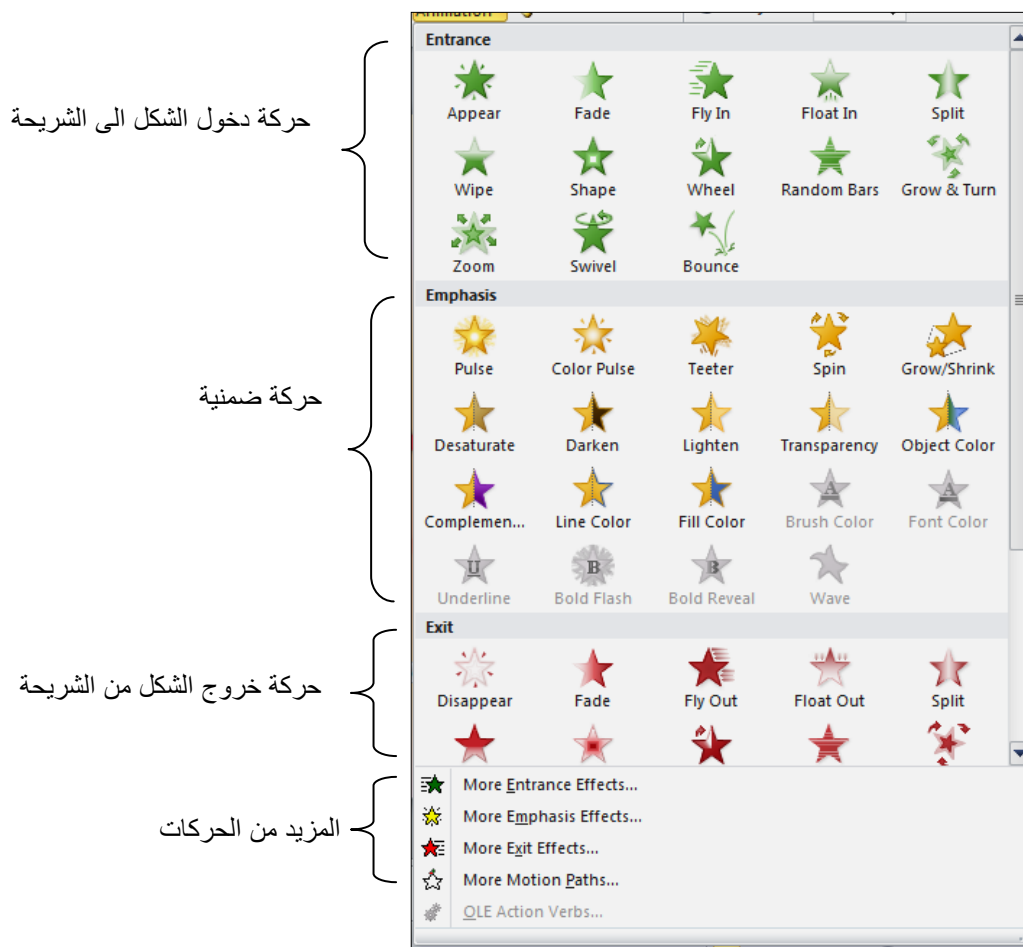 Animation
Entrance
Appear Fade Fly In Float In Split
حركة دخول الشكل الى الشريحة
Wipe Shape Wheel Random Bars Grow & Turn
Zoom Swivel Bounce
Emphasis
Pulse Color Pulse Teeter Spin Grow/Shrink
حركة ضمنية
Desaturate Darken Lighten Transparency Object Color
Complemen... Line Color Fill Color Brush Color Font Color
Underline Bold Flash Bold Reveal Wave
Exit
حركة خروج الشكل من الشريحة
Disappear Fade Fly Out Float Out Split
More Entrance Effects...
More Emphasis Effects...
المزيد من الحركات
More Exit Effects...
More Motion Paths...
OLE Action Verbs...